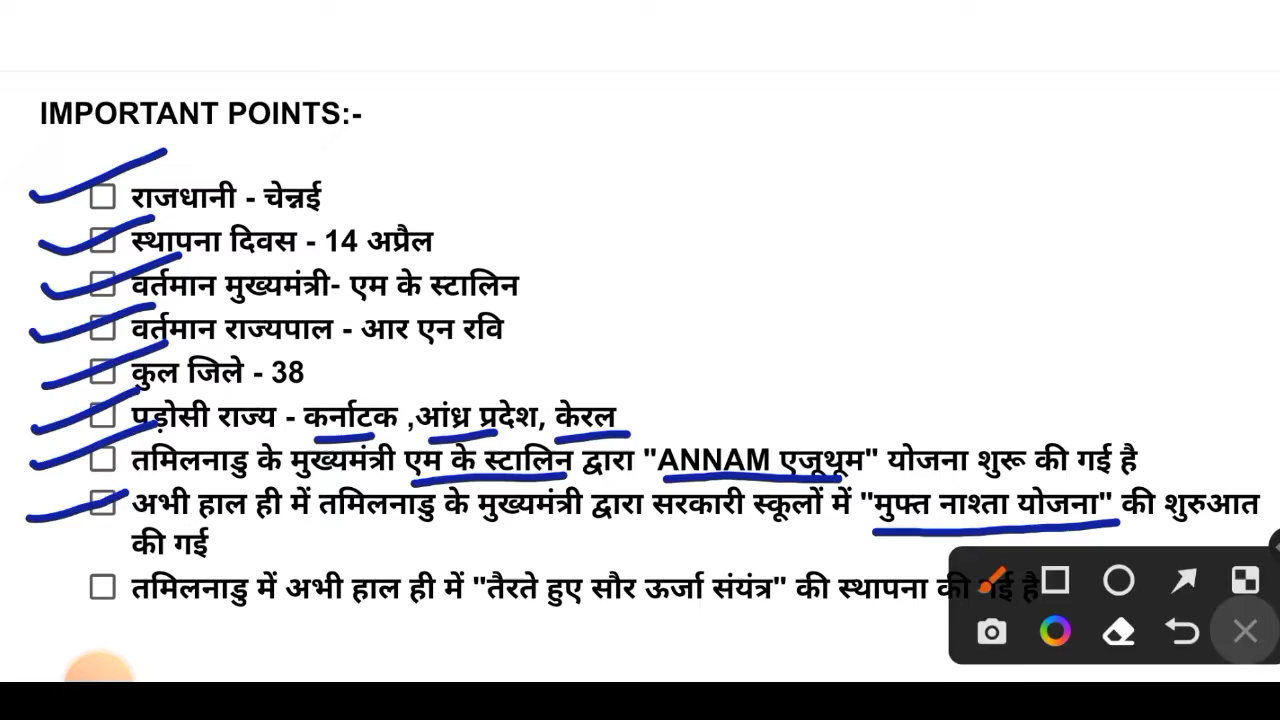 IMPORTANT POINTS:-
राजधानी - चेन्नई
स्थापना दिवस - 14 अप्रैल
वर्तमान मुख्यमंत्री- एम के स्टालिन
वर्तमान राज्यपाल - आर एन रवि
कुल जिले - 38
पड़ोसी राज्य - कर्नाटक ,आंध्र प्रदेश, केरल
तमिलनाडु के मुख्यमंत्री एम के स्टालिन द्वारा "ANNAM एजूथूम" योजना शुरू की गई है
अभी हाल ही में तमिलनाडु के मुख्यमंत्री द्वारा सरकारी स्कूलों में "मुफ्त नाश्ता योजना" की शुरुआत
की गई
तमिलनाडु में अभी हाल ही में "तैरते हुए सौर ऊर्जा संयंत्र" की स्थापना की गई है